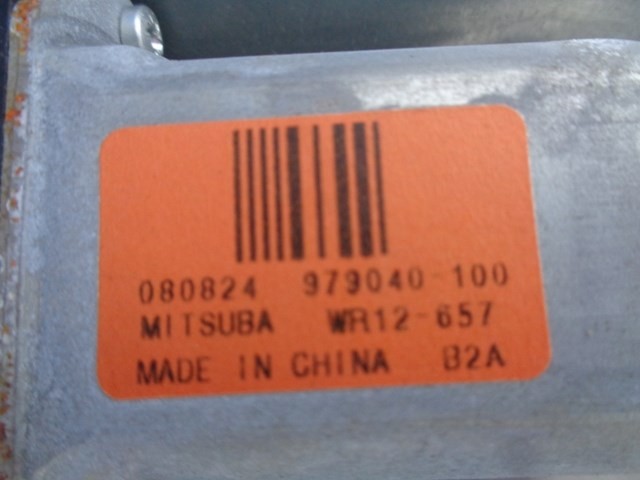 080824 979040-100
MITSUBA WR12-657
MADE IN CHINA B2A